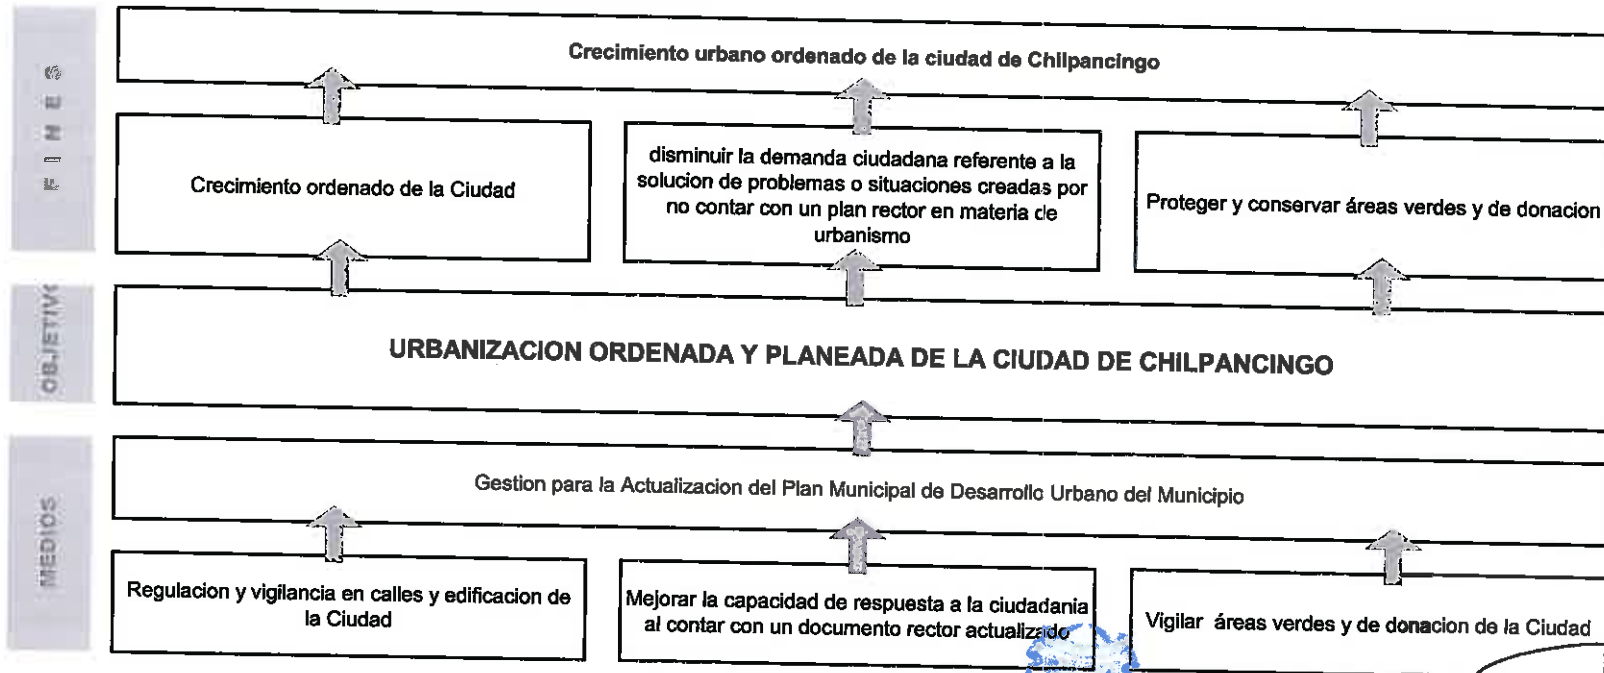 FINES
Crecimiento urbano ordenado de la ciudad de Chilpancingo
Crecimiento ordenado de la Ciudad
disminuir la demanda ciudadana referente a la
solucion de problemas o situaciones creadas por
no contar con un plan rector en materia de
urbanismo
Proteger y conservar áreas verdes y de donacion
OBJETIVO
URBANIZACION ORDENADA Y PLANEADA DE LA CIUDAD DE CHILPANCINGO
MEDIOS
Gestion para la Actualizacion del Plan Municipal de Desarrollo Urbano del Municipio
Regulacion y vigilancia en calles y edificacion de
la Ciudad
Mejorar la capacidad de respuesta a la ciudadania
al contar con un documento rector actualizado
Vigilar áreas verdes y de donacion de la Ciudad